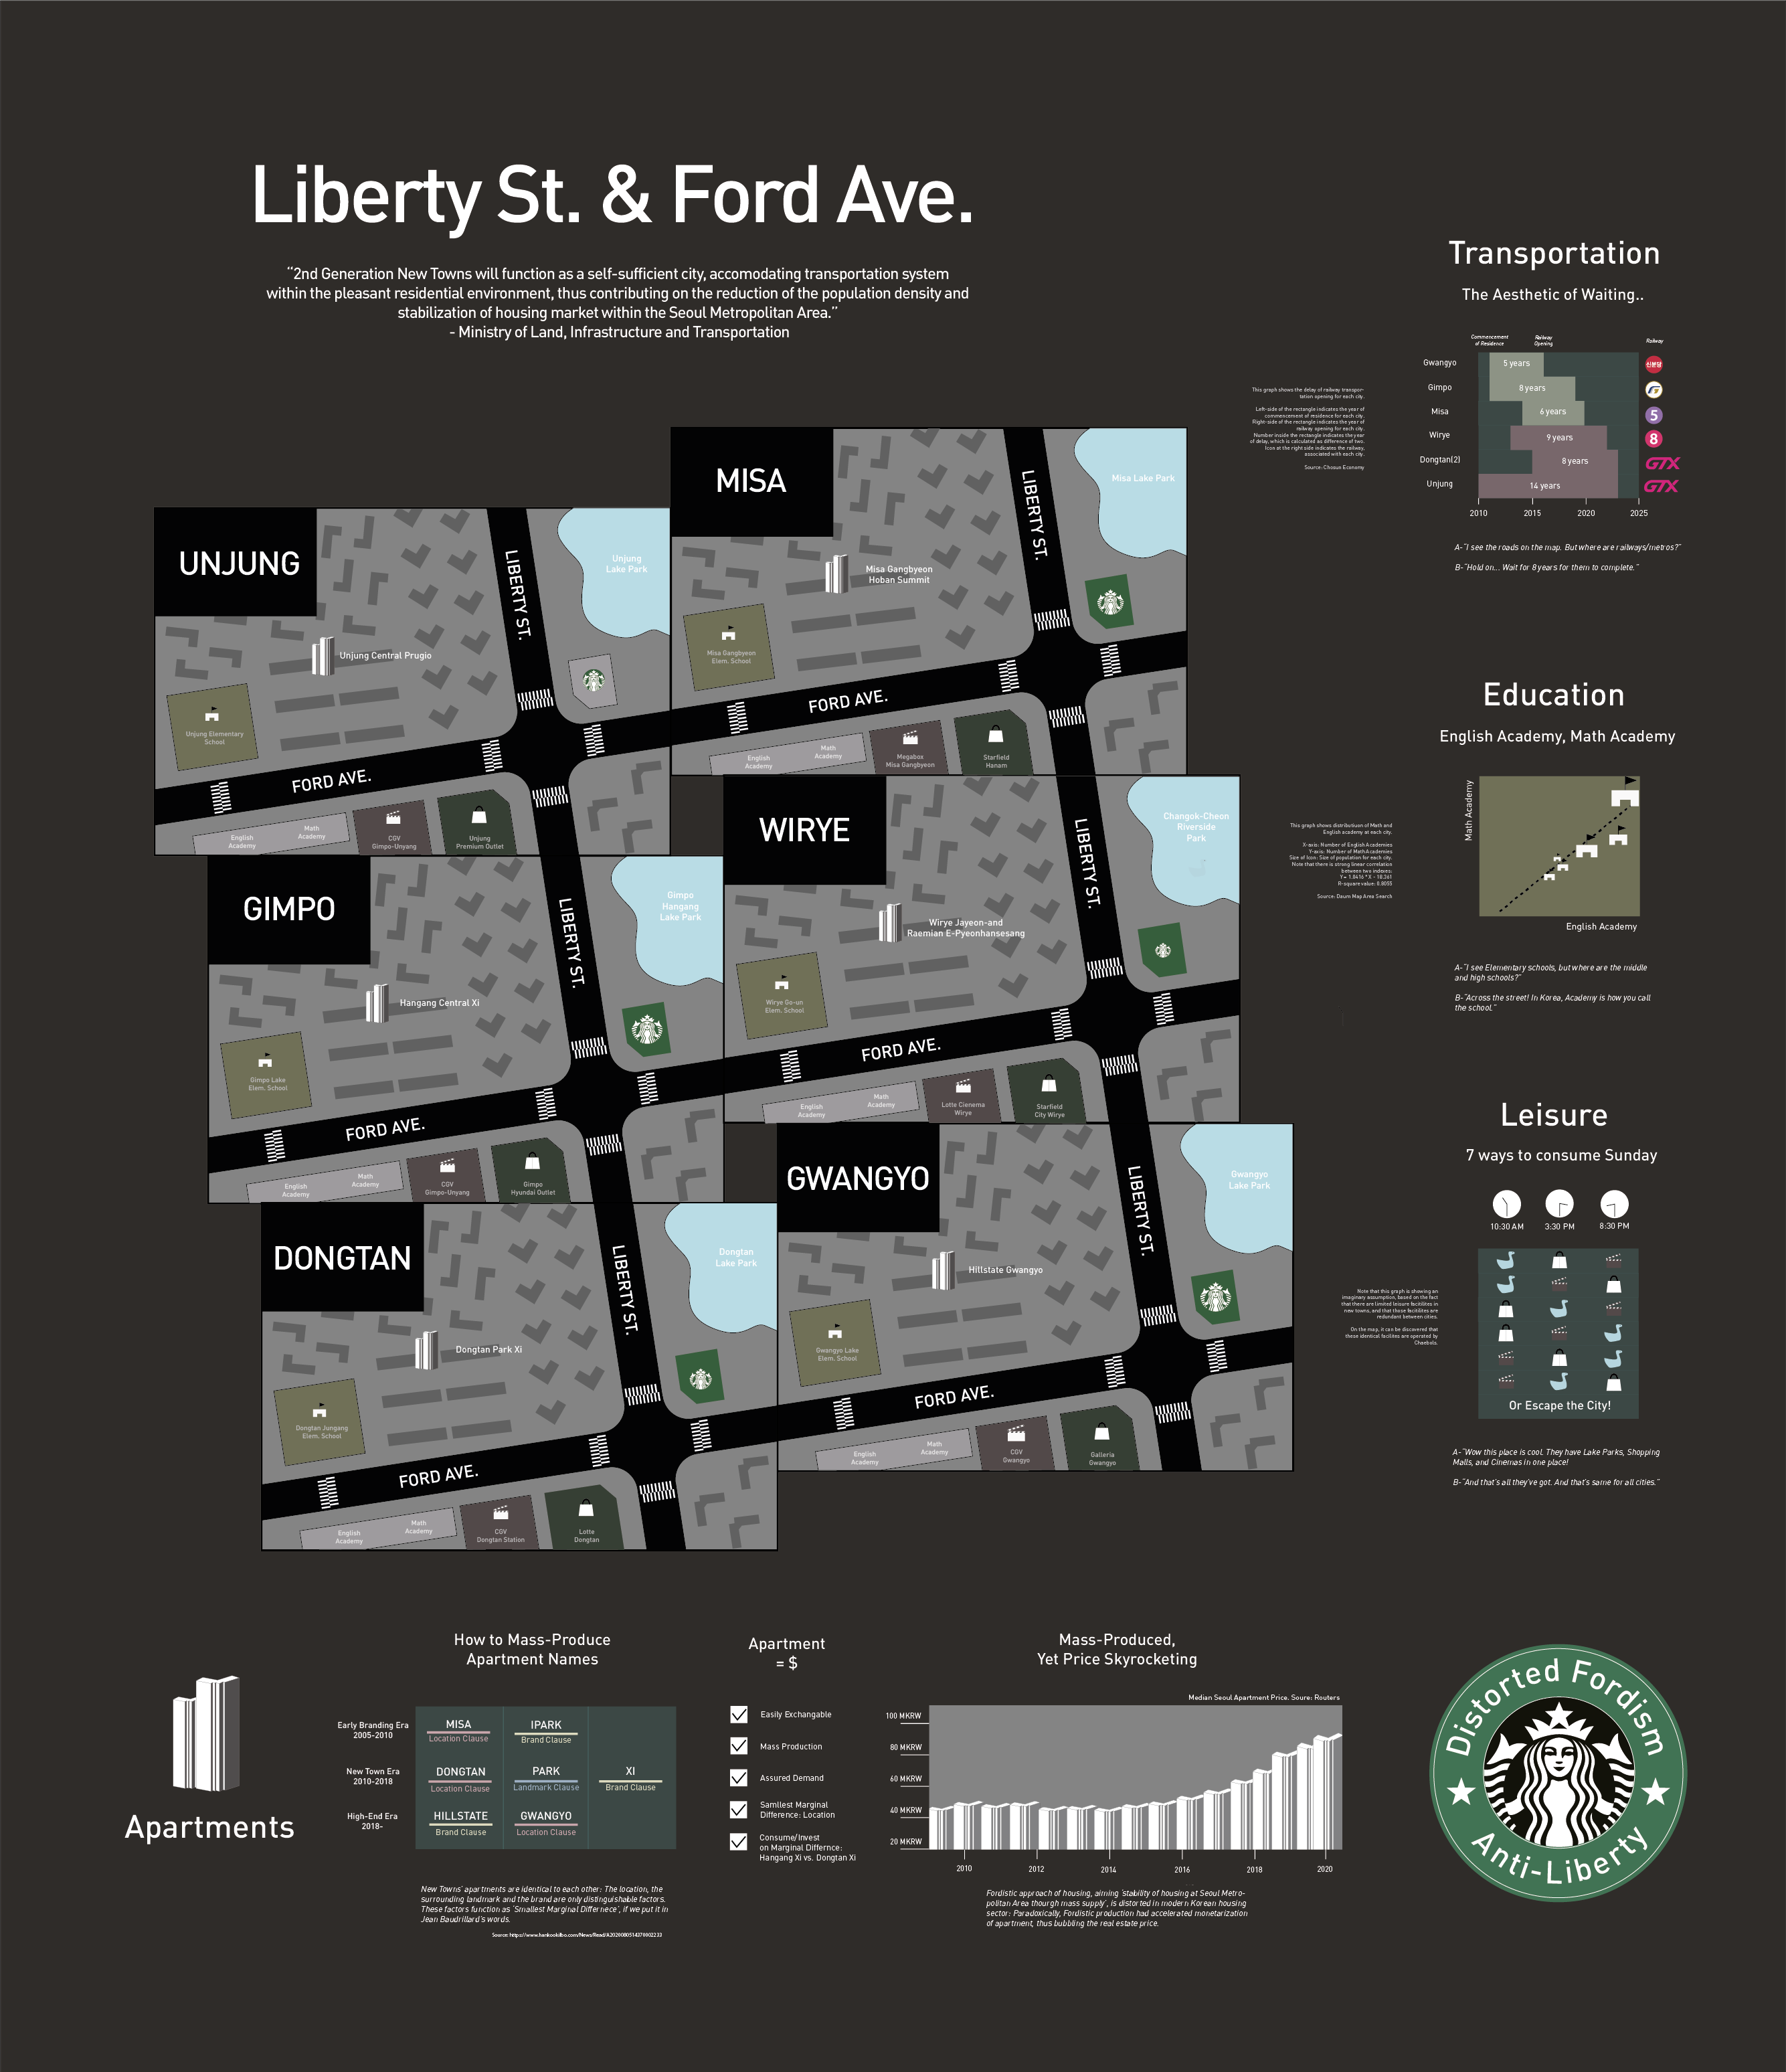 Liberty St. & Ford Ave.
“2nd Generation New Towns will function as a self-sufficient city, accomodating transportation system
within the pleasant residential environment, thus contributing on the reduction of the population density and
stabilization of housing market within the Seoul Metropolitan Area.”
- Ministry of Land, Infrastructure and Transportation
MISA
LIBERTY ST.
Misa Lake Park
Misa Gangbyeon
Hoban Summit
Misa Gangbyeon
Elem. School
FORD AVE.
English
Academy
Math
Academy
Megabox
Misa Gangbyeon
Starfield
Hanam
UNJUNG
LIBERTY ST.
Unjung
Lake Park
Unjung Central Prugio
Unjung Elementary
School
FORD AVE.
English
Academy
Math
Academy
CGV
Gimpo-Unyang
Unjung
Premium Outlet
WIRYE
LIBERTY ST.
Changok-Cheon
Riverside
Park
Wirye Jayeon-and
Raemian E-Pyeonhansesang
Wirye Go-un
Elem. School
FORD AVE.
English
Academy
Math
Academy
Lotte Cienema
Wirye
Starfield
City Wirye
GIMPO
LIBERTY ST.
Gimpo
Hangang
Lake Park
Hangang Central Xi
Gimpo Lake
Elem. School
FORD AVE.
English
Academy
Math
Academy
CGV
Gimpo-Unyang
Gimpo
Hyundai Outlet
GWANGYO
LIBERTY ST.
Gwangyo
Lake Park
Hillstate Gwangyo
Gwangyo Lake
Elem. School
FORD AVE.
English
Academy
Math
Academy
CGV
Gwangyo
Galleria
Gwangyo
DONGTAN
LIBERTY ST.
Dongtan
Lake Park
Dongtan Park Xi
Dongtan Jungang
Elem. School
FORD AVE.
English
Academy
Math
Academy
CGV
Dongtan Station
Lotte
Dongtan
Transportation
The Aesthetic of Waiting..
Commencement
of Residence
Railway
Opening
Railway
Gwangyo
5 years
Gimpo
8 years
Misa
6 years
5
Wirye
9 years
8
Dongtan(2)
8 years
GTX
Unjung
14 years
GTX
2010
2015
2020
2025
This graph shows the delay of railway transpor-
tation opening for each city.
Left-side of the rectangle indicates the year of
commencement of residence for each city.
Right-side of the rectangle indicates the year of
railway opening for each city.
Number inside the rectangle indicates the year
of delay, which is calculated as difference of two.
Icon at the right side indicates the railway,
associated with each city.
Source: Chosun Economy
A-“I see the roads on the map. But where are railways/metros?”
B-“Hold on... Wait for 8 years for them to complete.”
Education
English Academy, Math Academy
Math Academy
English Academy
This graph shows distributiuon of Math and
English academy at each city.
X-axis: Number of English Academies
Y-axis: Number of Math Academies
Size of Icon: Size of population for each city.
Note that there is strong linear correlation
between two indexes:
Y= 1.0416 * X - 18.361
R-square value: 0.8055
Source: Daum Map Area Search
A-“I see Elementary schools, but where are the middle
and high schools?”
B-“Across the street! In Korea, Academy is how you call
the school.”
Leisure
7 ways to consume Sunday
10:30 AM
3:30 PM
8:30 PM
Or Escape the City!
Note that this graph is showing an
imaginary assumption, based on the fact
that there are limited leisure facitilites in
new towns, and that those facitilites are
redundant between cities.
On the map, it can be discovered that
these identical facilites are operated by
Chaebols.
A-“Wow this place is cool. They have Lake Parks, Shopping
Malls, and Cinemas in one place!
B-“And that’s all they’ve got. And that’s same for all cities.”
Apartments
How to Mass-Produce
Apartment Names
Early Branding Era
2005-2010
MISA
Location Clause
IPARK
Brand Clause
New Town Era
2010-2018
DONGTAN
Location Clause
PARK
Landmark Clause
XI
Brand Clause
High-End Era
2018-
HILLSTATE
Brand Clause
GWANGYO
Location Clause
New Towns’ apartments are identical to each other: The location, the
surrounding landmark and the brand are only distinguishable factors.
These factors function as ‘Smallest Marginal Differnece’, if we put it in
Jean Baudrillard’s words.
Apartment
= $
Easily Exchangable
Mass Production
Assured Demand
Samllest Marginal
Difference: Location
Consume/Invest
on Marginal Differnce:
Hangang Xi vs. Dongtan Xi
Mass-Produced,
Yet Price Skyrocketing
Median Seoul Apartment Price. Soure: Routers
100 MKRW
80 MKRW
60 MKRW
40 MKRW
20 MKRW
2010
2012
2014
2016
2018
2020
Fordistic approach of housing, aiming ‘stability of housing at Seoul Metro-
politan Area thourgh mass supply’, is distorted in modern Korean housing
sector: Paradoxically, Fordistic production had accelerated monetarization
of apartment, thus bubbling the real estate price.
Distorted Fordism
Anti-Liberty